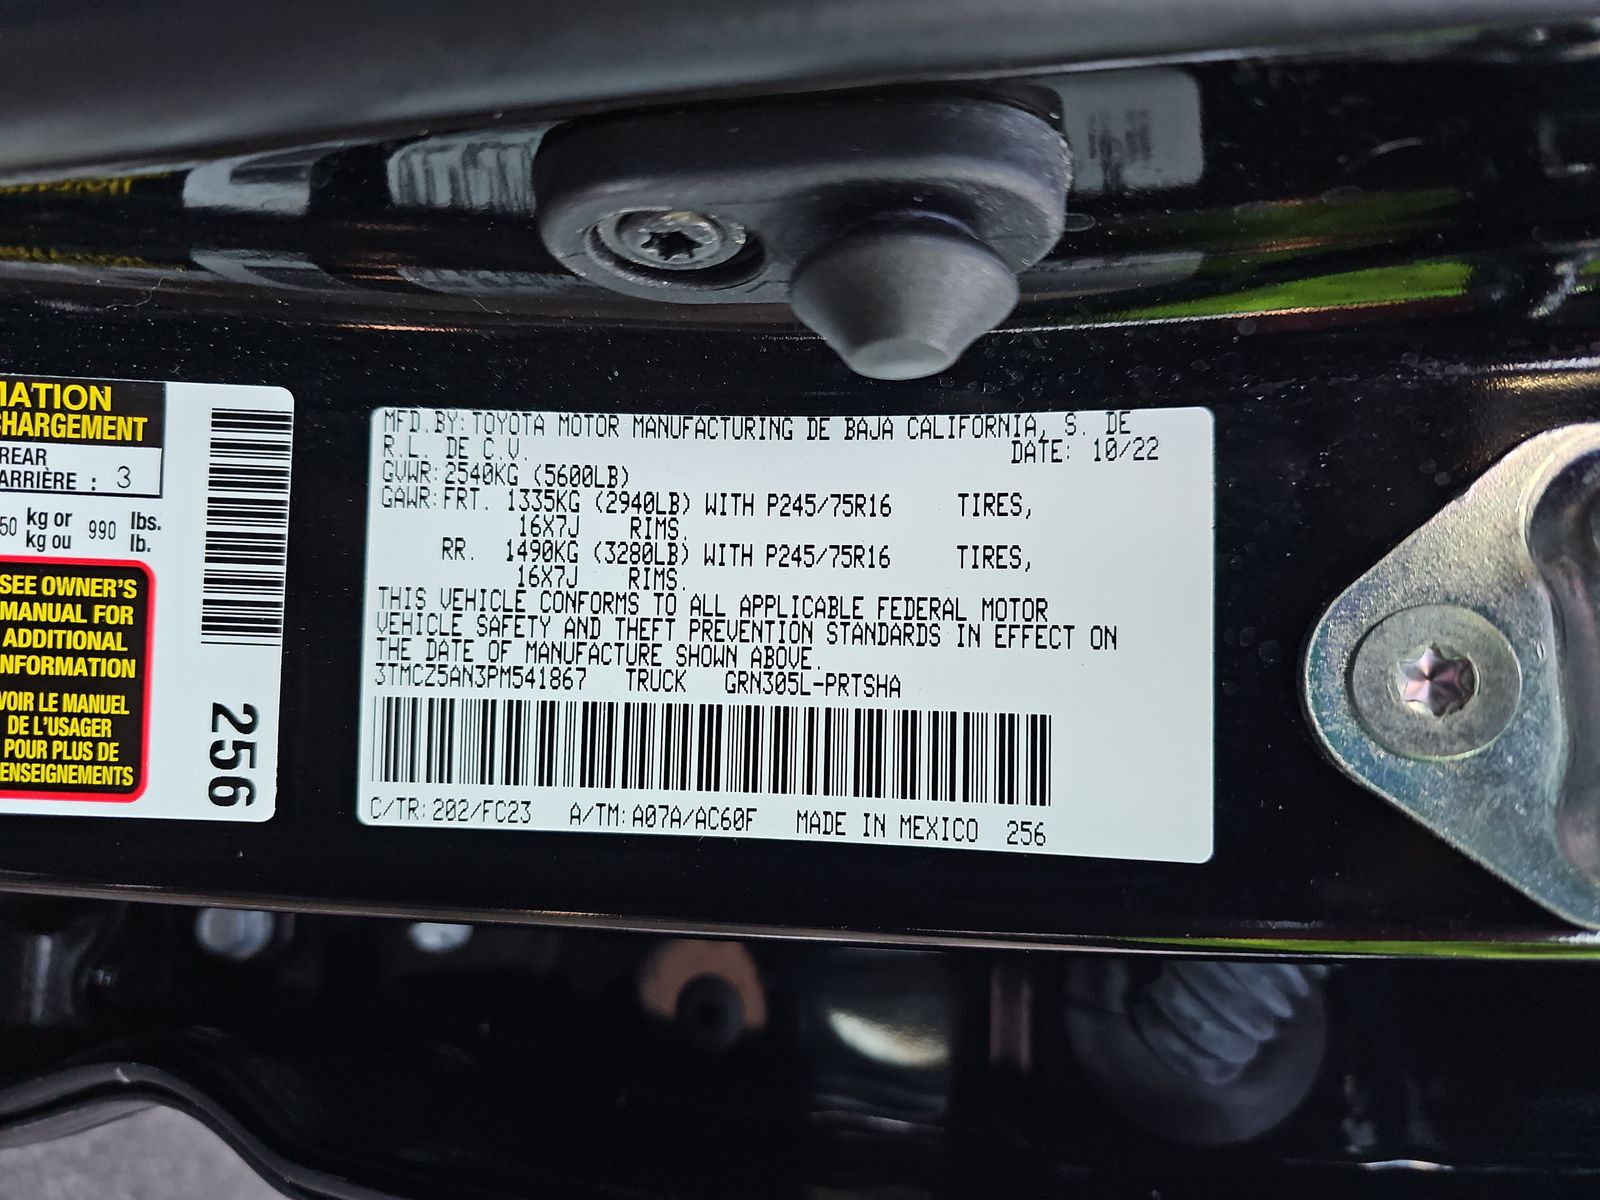 MATION
CHARGEMENT
REAR
ARRIÈRE : 3
50 kg or 990 lbs.
kg ou lb.
SEE OWNER'S
MANUAL FOR
ADDITIONAL
INFORMATION
VOIR LE MANUEL
DE L'USAGER
POUR PLUS DE
RENSEIGNEMENTS
256
MFD.BY:TOYOTA MOTOR MANUFACTURING DE BAJA CALIFORNIA, S. DE
R.L. DE C.V. DATE: 10/22
GVWR:2540KG (5600LB)
GAWR:FRT. 1335KG (2940LB) WITH P245/75R16 TIRES,
16X7J RIMS.
RR. 1490KG (3280LB) WITH P245/75R16 TIRES,
16X7J RIMS.
THIS VEHICLE CONFORMS TO ALL APPLICABLE FEDERAL MOTOR
VEHICLE SAFETY AND THEFT PREVENTION STANDARDS IN EFFECT ON
THE DATE OF MANUFACTURE SHOWN ABOVE.
3TMCZ5AN3PM541867 TRUCK GRN305L-PRTSHA
C/TR:202/FC23 A/TM:A07A/AC60F MADE IN MEXICO 256